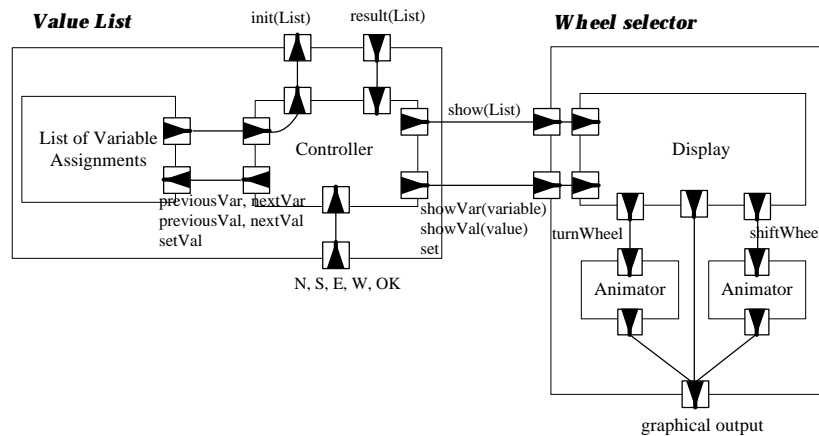 Value List
init(List)
result(List)
Wheel selector
List of Variable
Assignments
Controller
show(List)
Display
previousVar, nextVar
previousVal, nextVal
setVal
showVar(variable)
showVal(value)
set
turnWheel
shiftWheel
N, S, E, W, OK
Animator
Animator
graphical output